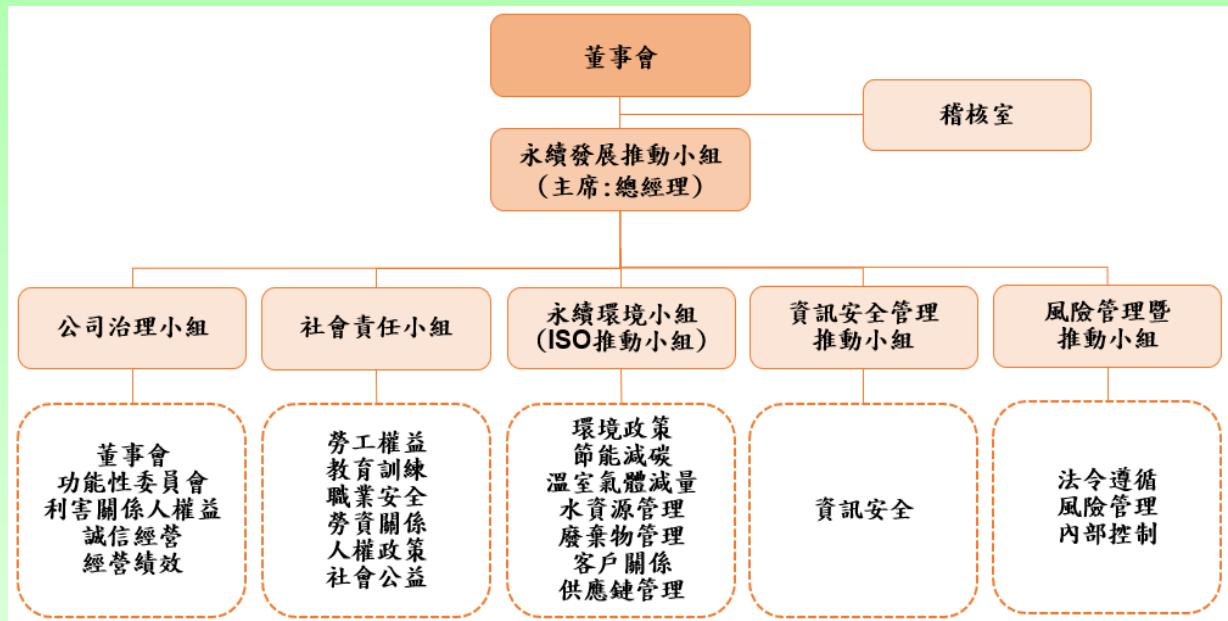 董事會
稽核室
永續發展推動小組
(主席:總經理)
公司治理小組
社會責任小組
永續環境小組
(ISO推動小組)
資訊安全管理
推動小組
風險管理暨
推動小組
董事會
功能性委員會
利害關係人權益
誠信經營
經營績效
勞工權益
教育訓練
職業安全
勞資關係
人權政策
社會公益
環境政策
節能減碳
溫室氣體減量
水資源管理
廢棄物管理
客戶關係
供應鏈管理
資訊安全
法令遵循
風險管理
內部控制